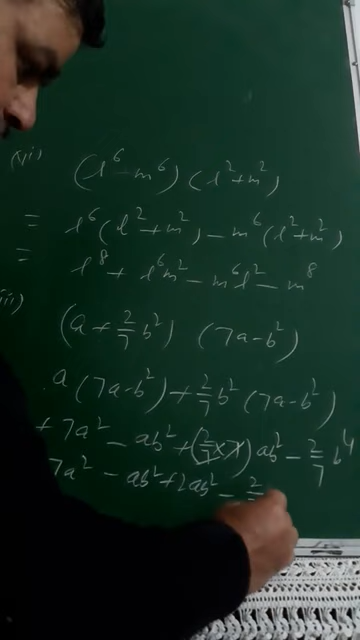 (vi) (l⁶ - m⁶) (l² + m²)
= l⁶ (l² + m²) - m⁶ (l² + m²)
= l⁸ + l⁶m² - m⁶l² - m⁸
(a + 2/7 b²) (7a - b²)
a (7a - b²) + 2/7 b² (7a - b²)
+ 7a² - ab² + (2/7 × 7) ab² - 2/7 b⁴
7a² - ab² + 2ab² - 2/